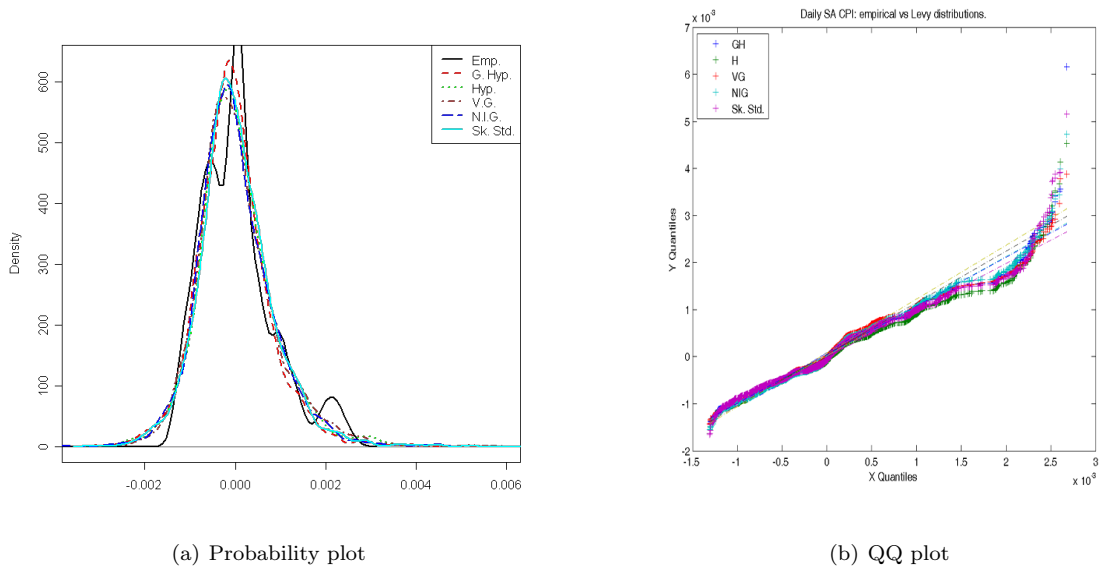 Density
0
100
200
300
400
500
600
-0.002
0.000
0.002
0.004
0.006
Emp.
G. Hyp.
Hyp.
V.G.
N.I.G.
Sk. Std.
(a) Probability plot
Daily SA CPI: empirical vs Levy distributions.
7
x 10⁻³
6
5
4
3
2
1
0
-1
-2
Y Quantiles
GH
H
VG
NIG
Sk. Std.
-1.5
-1
-0.5
0
0.5
1
1.5
2
2.5
3
X Quantiles
x 10⁻³
(b) QQ plot